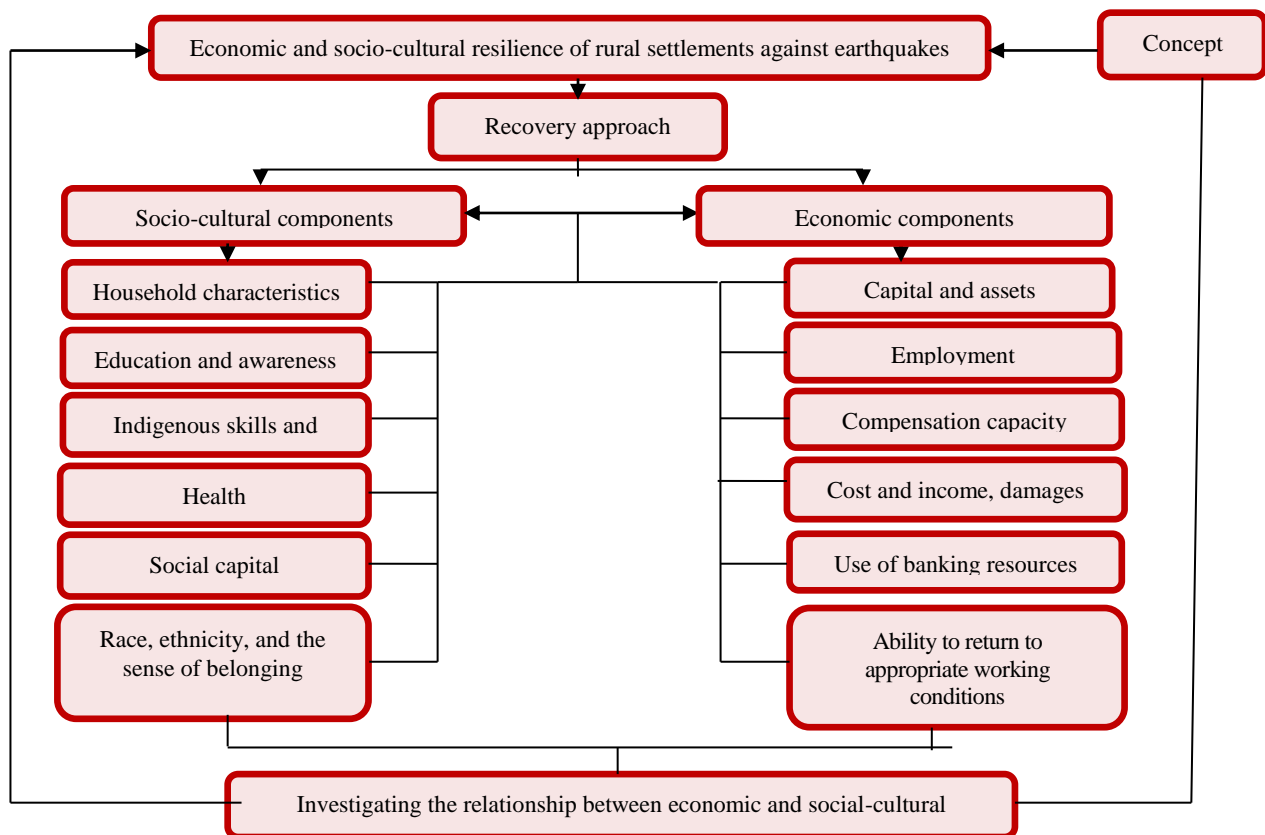 Economic and socio-cultural resilience of rural settlements against earthquakes
Concept
Recovery approach
Socio-cultural components
Economic components
Household characteristics
Capital and assets
Education and awareness
Employment
Indigenous skills and
Compensation capacity
Health
Cost and income, damages
Social capital
Use of banking resources
Race, ethnicity, and the
sense of belonging
Ability to return to
appropriate working
conditions
Investigating the relationship between economic and social-cultural